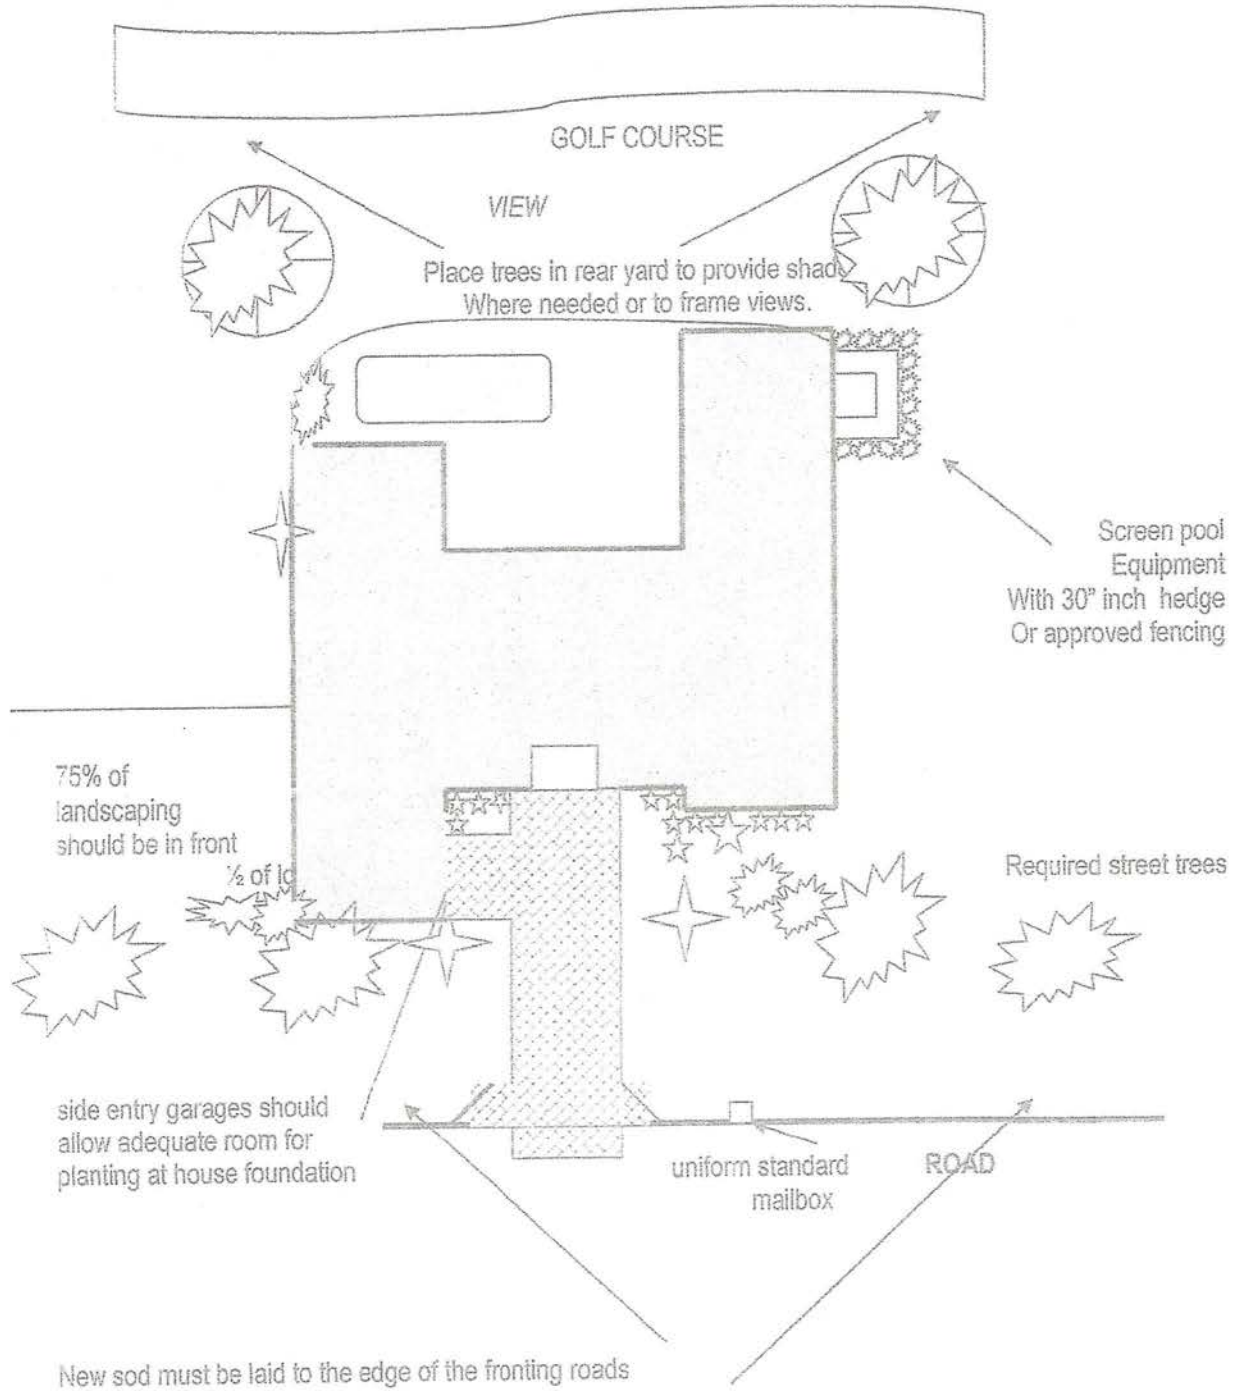 GOLF COURSE
VIEW
Place trees in rear yard to provide shad
Where needed or to frame views.
Screen pool
Equipment
With 30” inch hedge
Or approved fencing
75% of
landscaping
should be in front
½ of
Required street trees
side entry garages should
allow adequate room for
planting at house foundation
uniform standard
mailbox
ROAD
New sod must be laid to the edge of the fronting roads